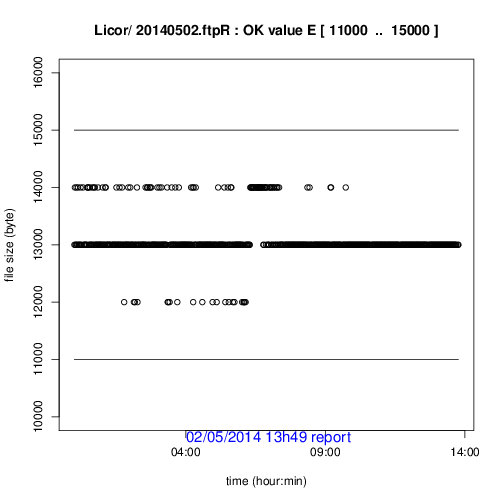 Licor/ 20140502.ftpR : OK value E [ 11000  ..  15000 ]
16000
15000
14000
13000
12000
11000
10000
file size (byte)
02/05/2014 13h49 report
04:00
09:00
14:00
time (hour:min)